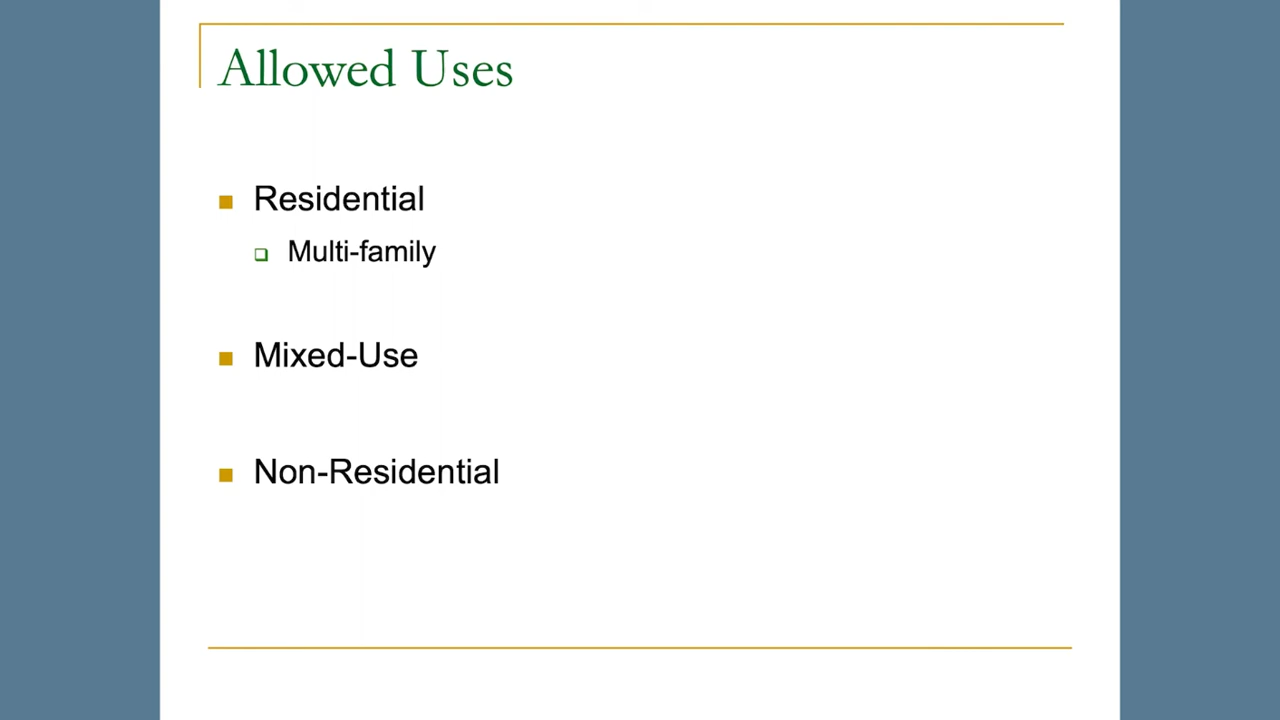 Allowed Uses
Residential
Multi-family
Mixed-Use
Non-Residential